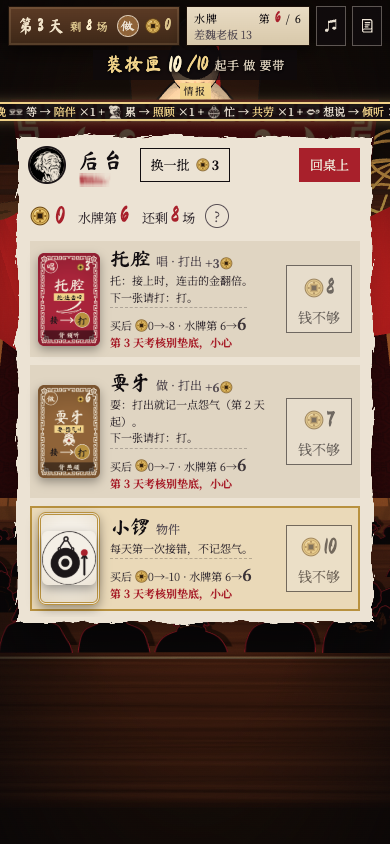 第3天 剩8场 做 0
水牌 第6/6
差魏老板 13
装妆匣 10/10 起手 做 要带
情报
等→陪伴 ×1+ 累→照顾 ×1+ 忙→共劳 ×1+ 想说→倾听
后台
换一批 3
回桌上
0 水牌第6 还剩8场 ?
托腔 唱·打出+3
托：接上时，连击的金翻倍。
下一张请打：打。
买后 0→-8·水牌第6→6
第3天考核别垫底，小心
8
钱不够
托腔
接→打
耍牙 做·打出+6
耍：打出就记一点怨气（第2天
起）。
下一张请打：打。
买后 0→-7·水牌第6→6
第3天考核别垫底，小心
7
钱不够
做
耍牙
接→打
小锣 物件
每天第一次接错，不记怨气。
买后 0→-10·水牌第6→6
第3天考核别垫底，小心
10
钱不够